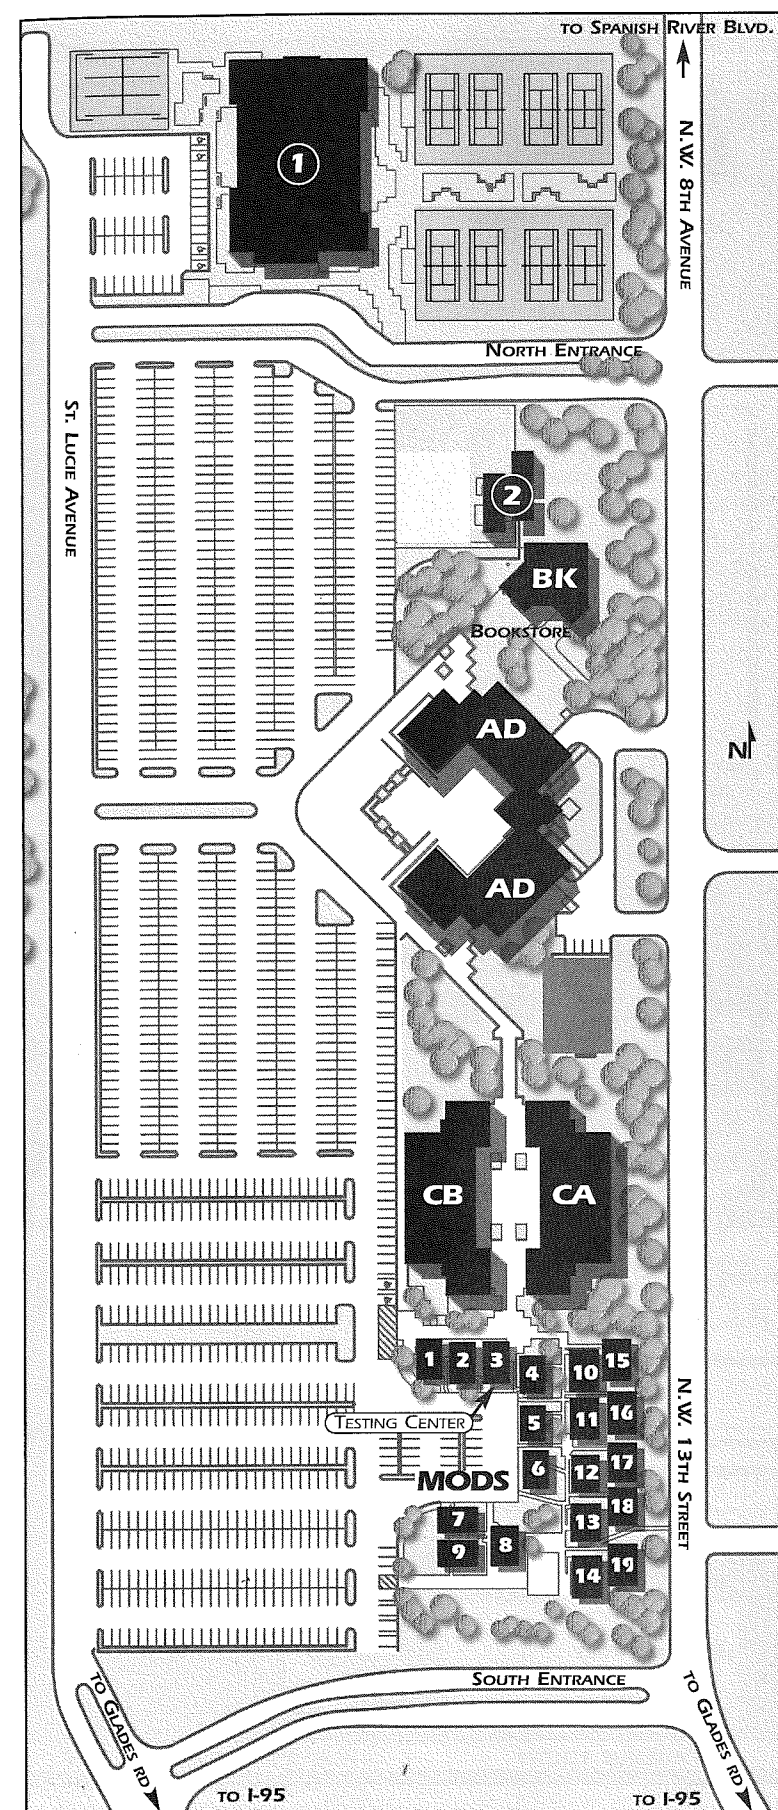 TO SPANISH RIVER BLVD.
N.W. 8TH AVENUE
1
NORTH ENTRANCE
ST. LUCIE AVENUE
2
BK
BOOKSTORE
AD
N
AD
CB
CA
1
2
3
4
10
15
5
11
16
TESTING CENTER
6
12
17
MODS
N.W. 13TH STREET
7
13
18
9
8
14
19
SOUTH ENTRANCE
TO GLADES RD
TO GLADES RD
TO I-95
TO I-95